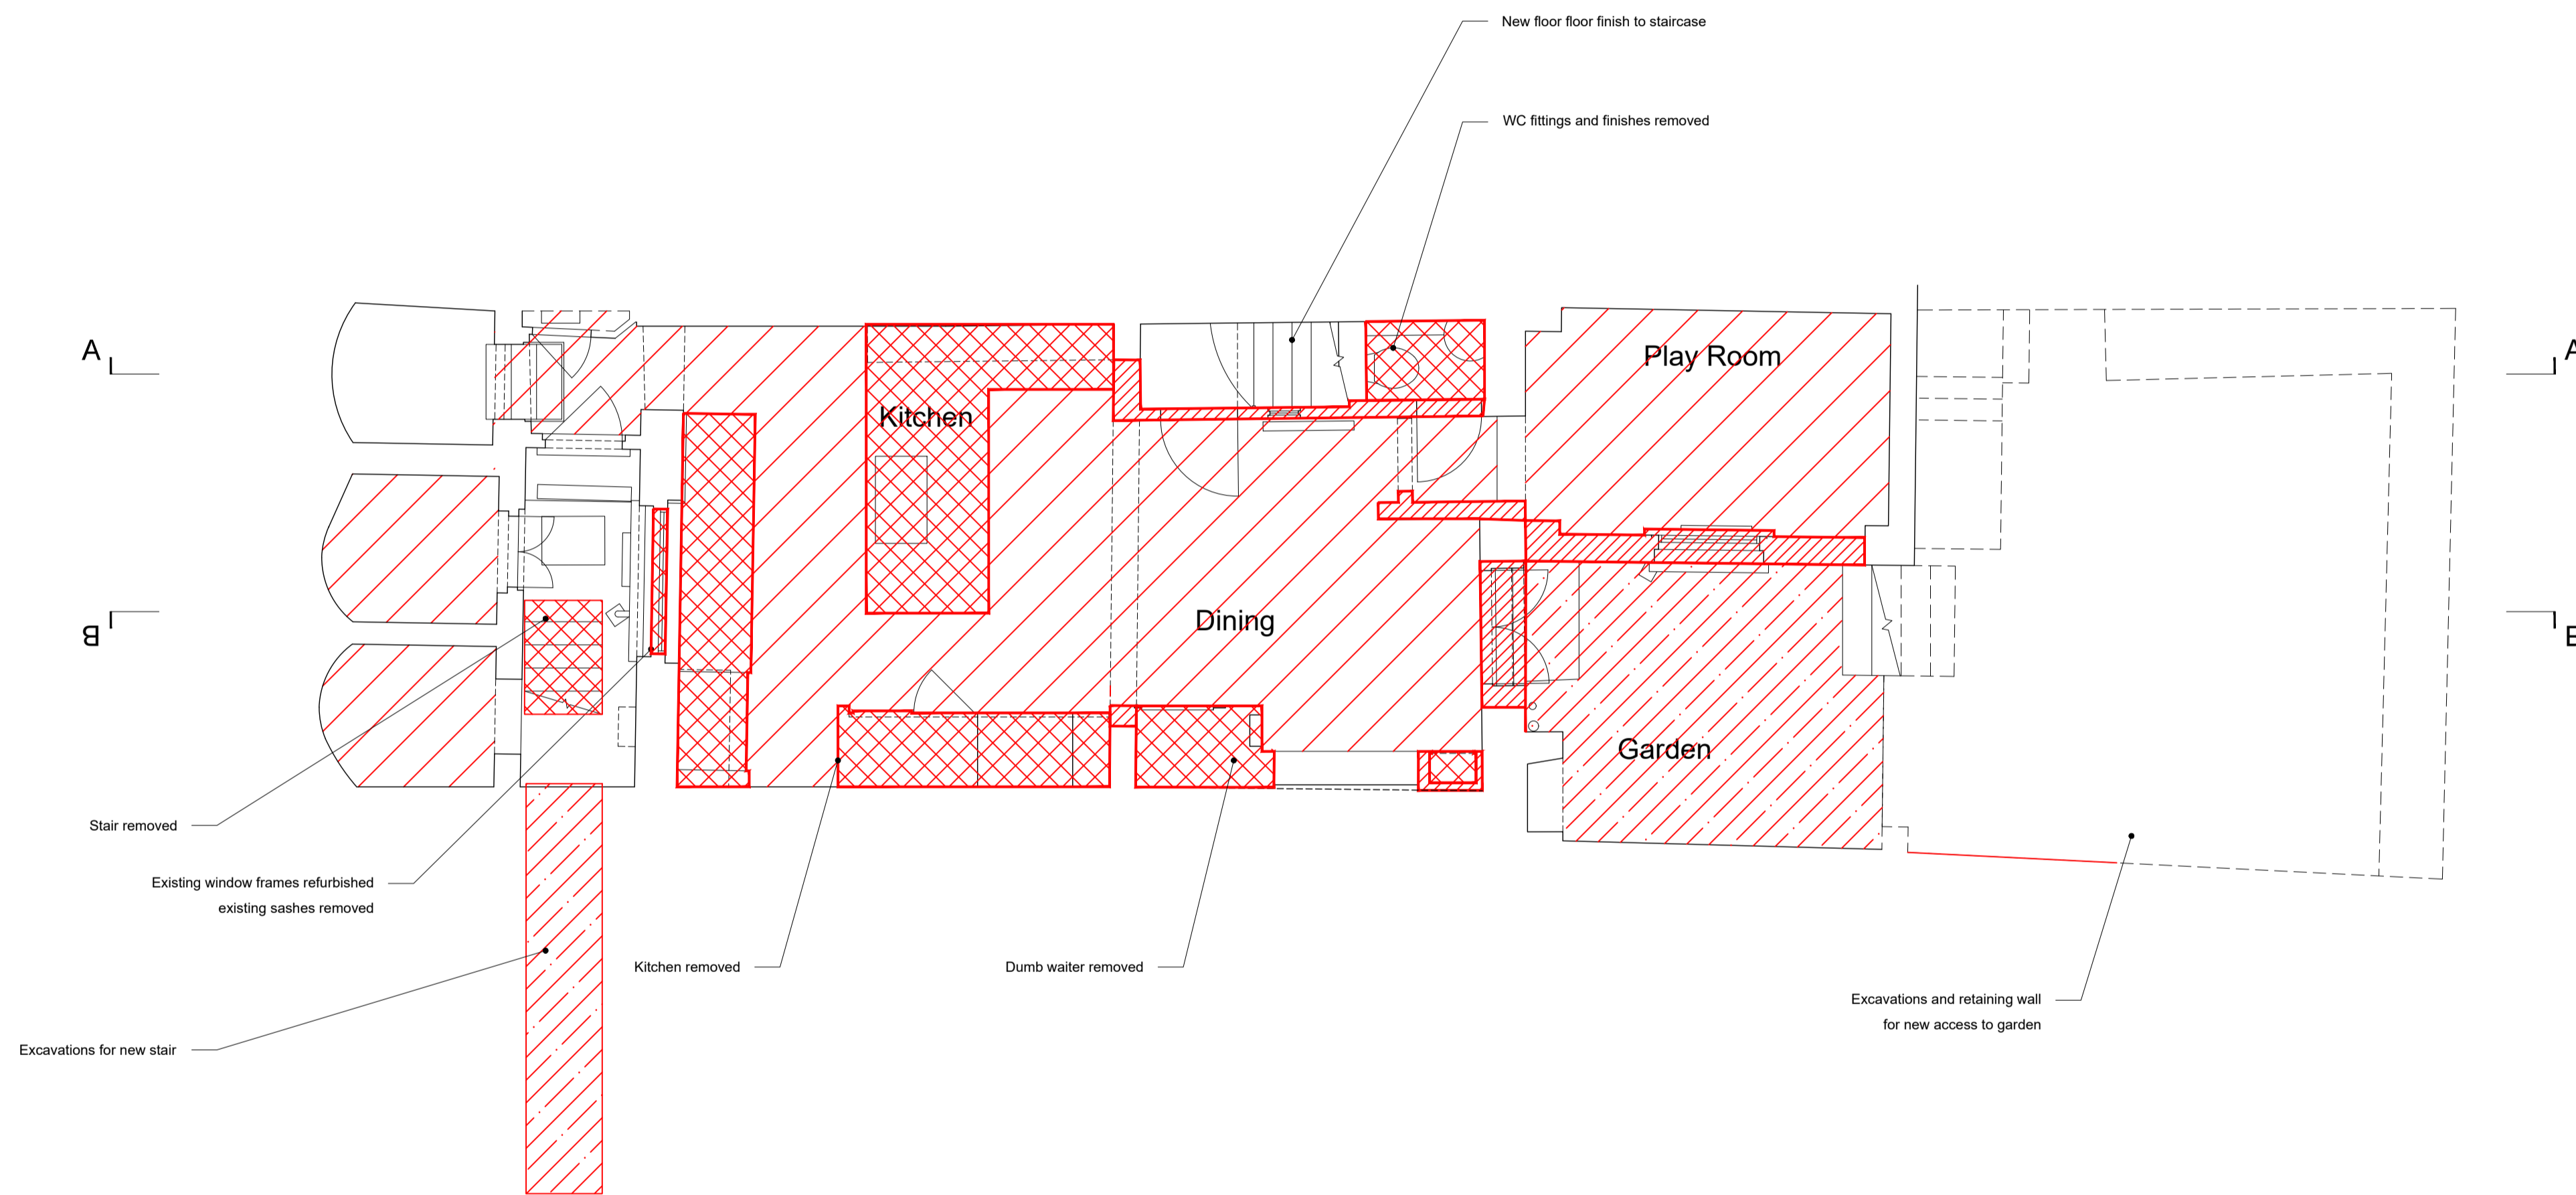 New floor floor finish to staircase
WC fittings and finishes removed
A
A
Play Room
Kitchen
B
B
Dining
Garden
Stair removed
Existing window frames refurbished
existing sashes removed
Kitchen removed
Dumb waiter removed
Excavations and retaining wall
for new access to garden
Excavations for new stair